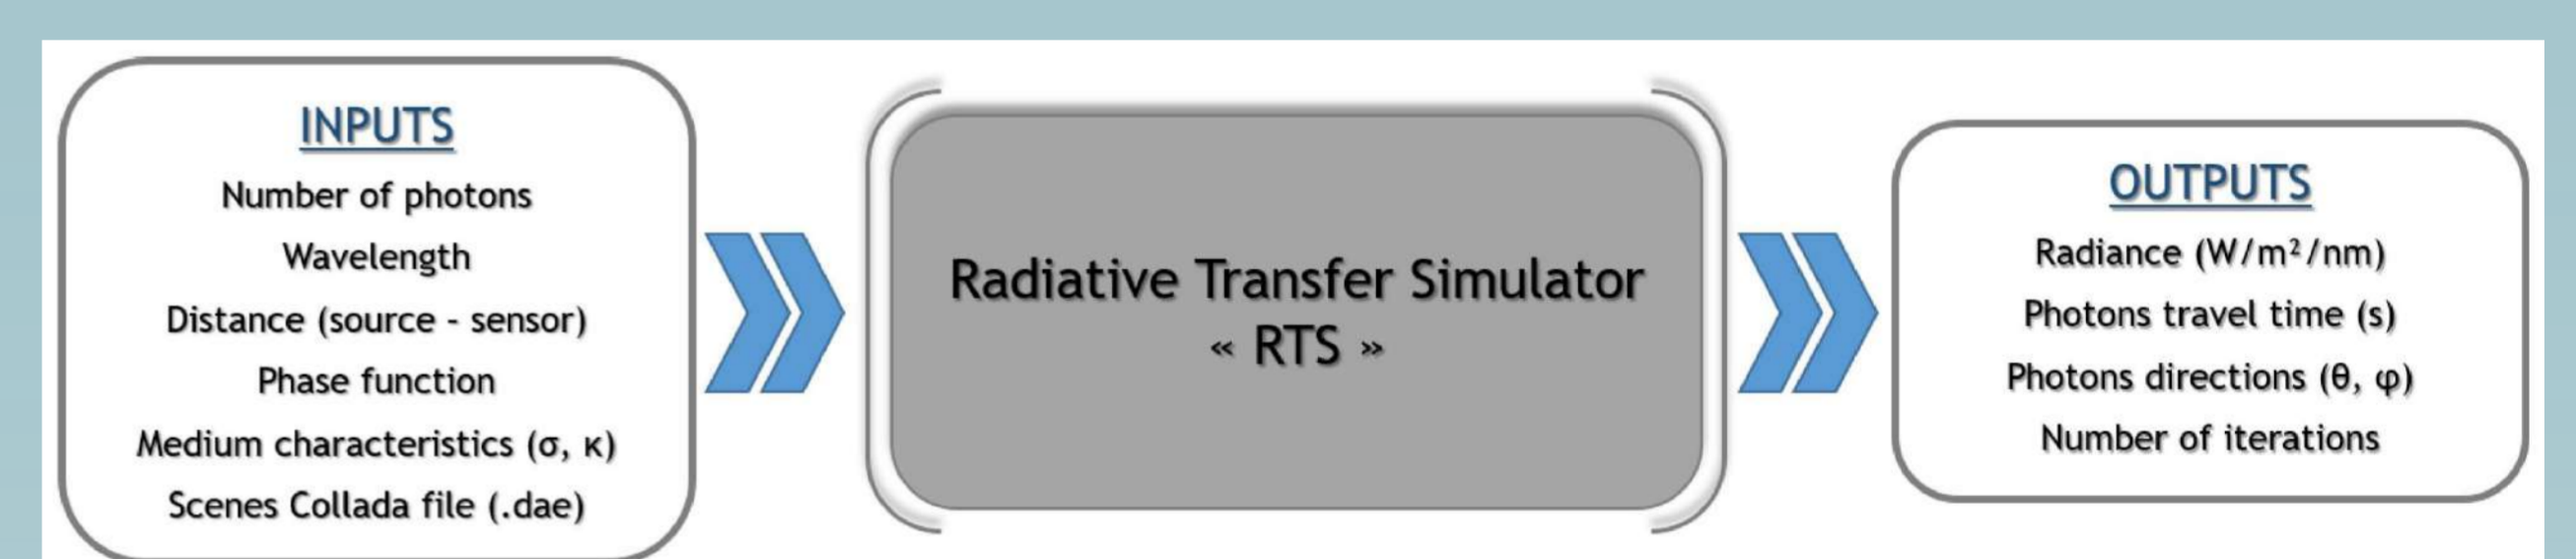 INPUTS
Number of photons
Wavelength
Distance (source - sensor)
Phase function
Medium characteristics (σ, κ)
Scenes Collada file (.dae)
Radiative Transfer Simulator
« RTS »
OUTPUTS
Radiance (W/m²/nm)
Photons travel time (s)
Photons directions (θ, φ)
Number of iterations